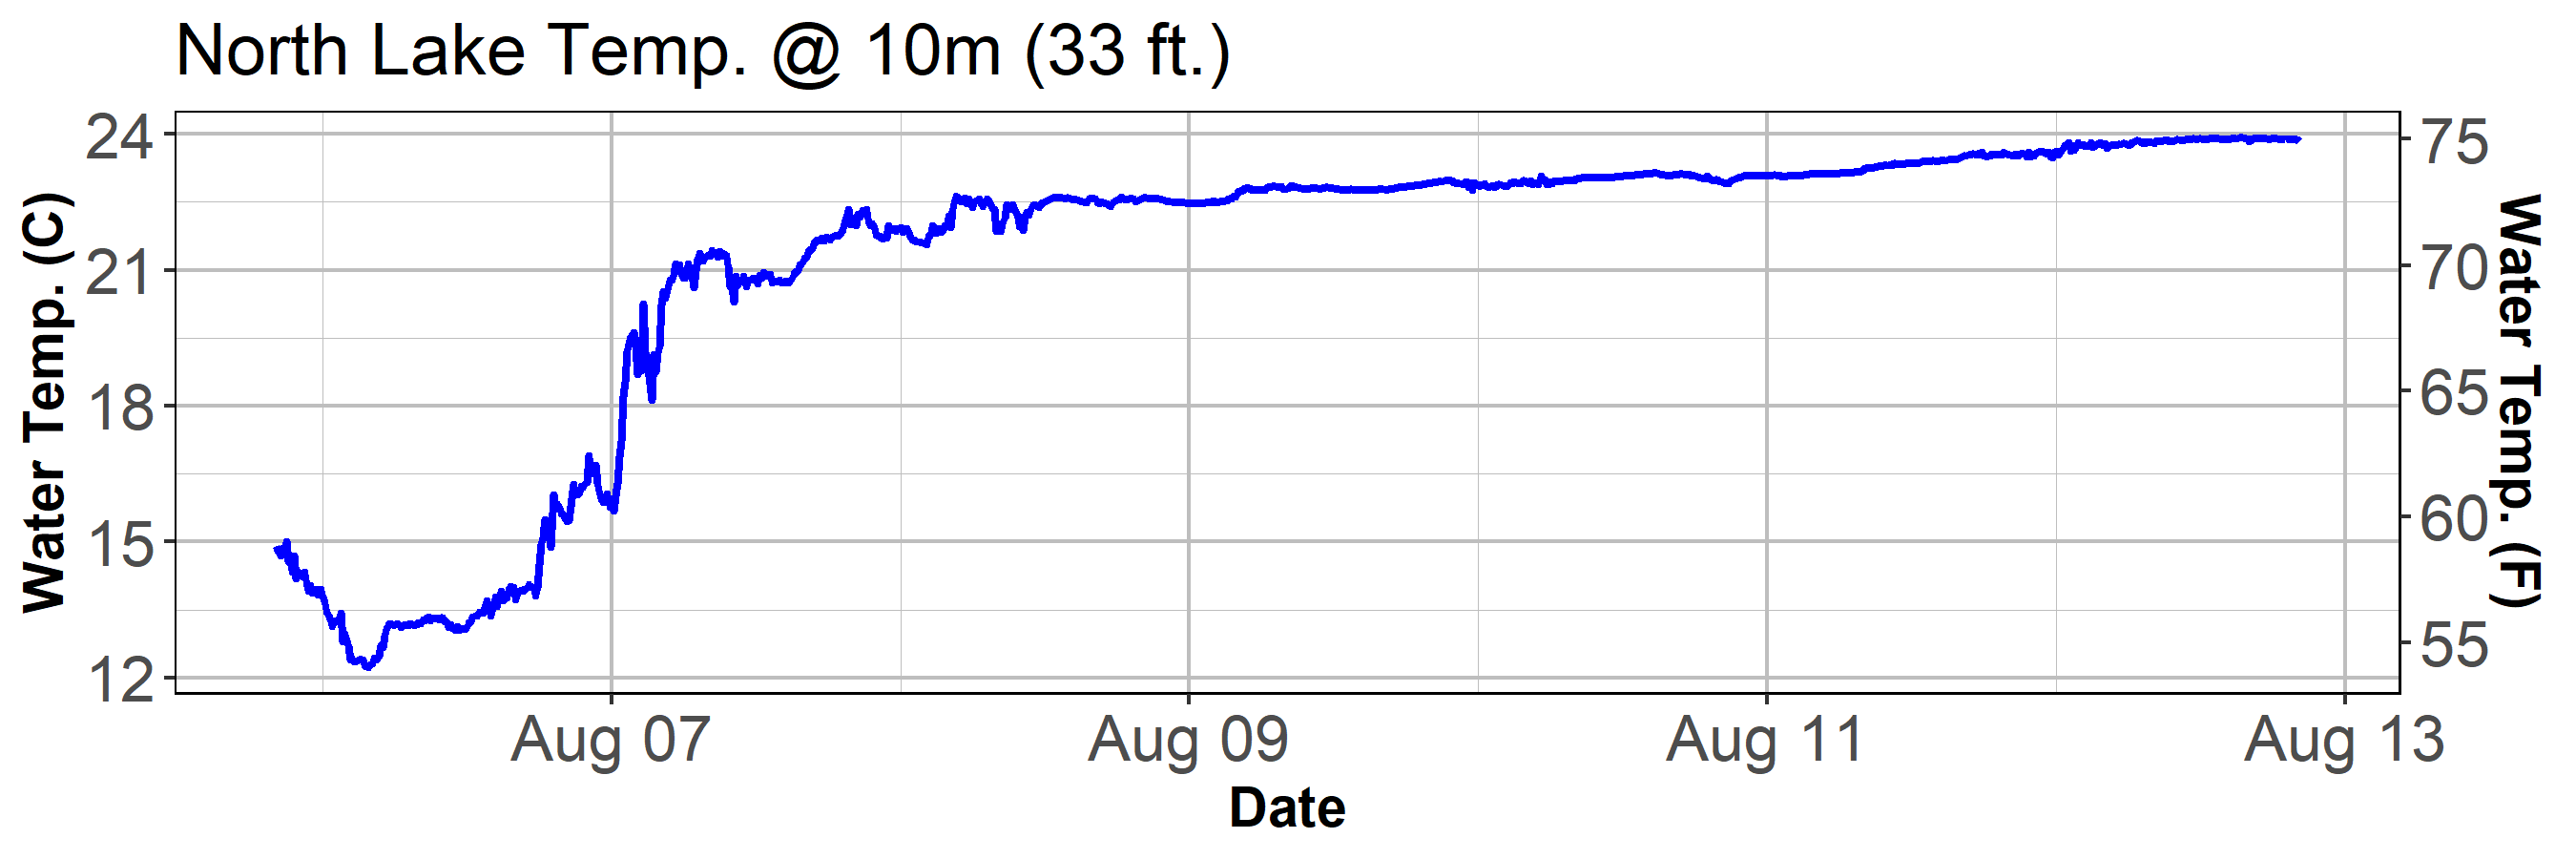 North Lake Temp. @ 10m (33 ft.)
Water Temp. (C)
24
21
18
15
12
75
70
65
60
55
Water Temp. (F)
Aug 07 Aug 09 Aug 11 Aug 13
Date